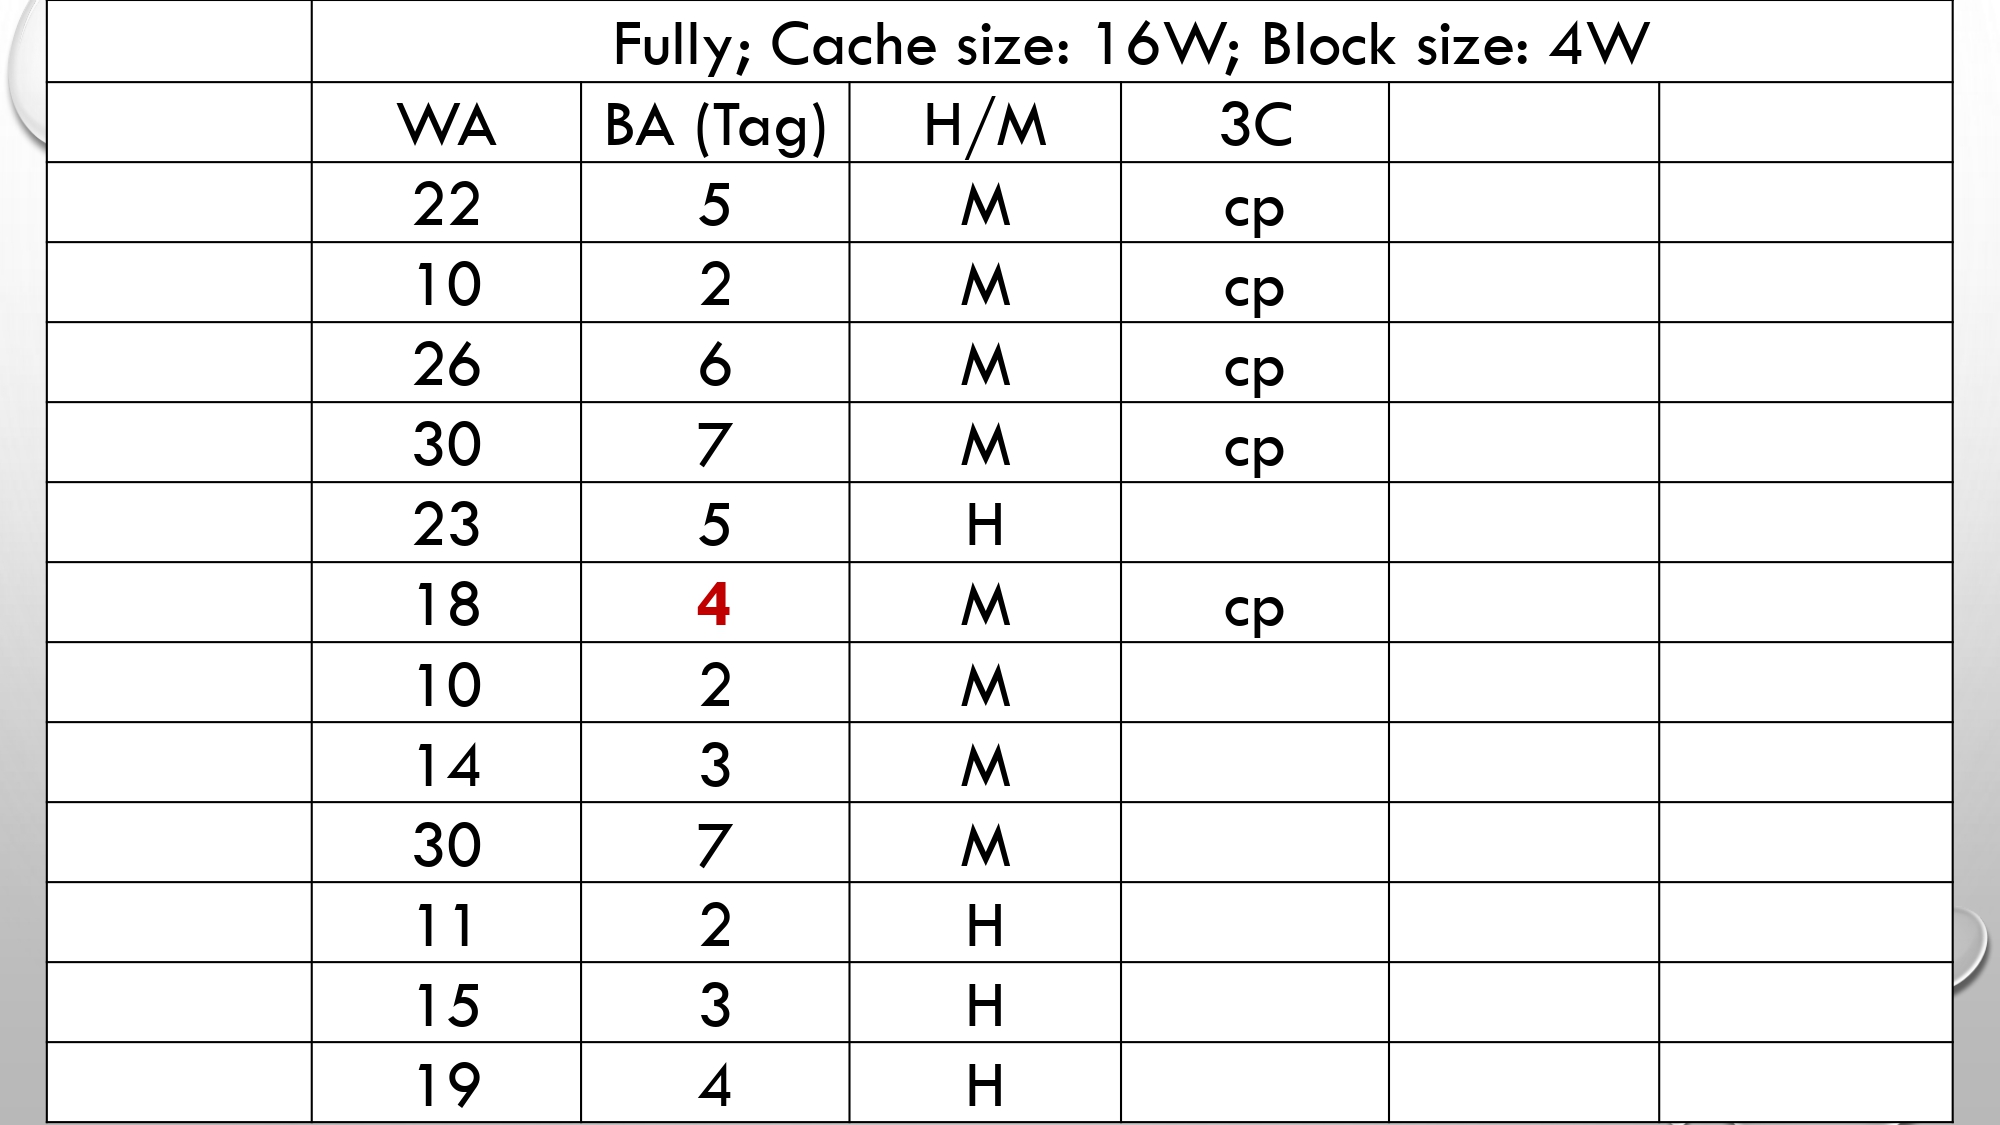 Fully; Cache size: 16W; Block size: 4W
WA BA (Tag) H/M 3C
22 5 M cp
10 2 M cp
26 6 M cp
30 7 M cp
23 5 H
18 4 M cp
10 2 M
14 3 M
30 7 M
11 2 H
15 3 H
19 4 H